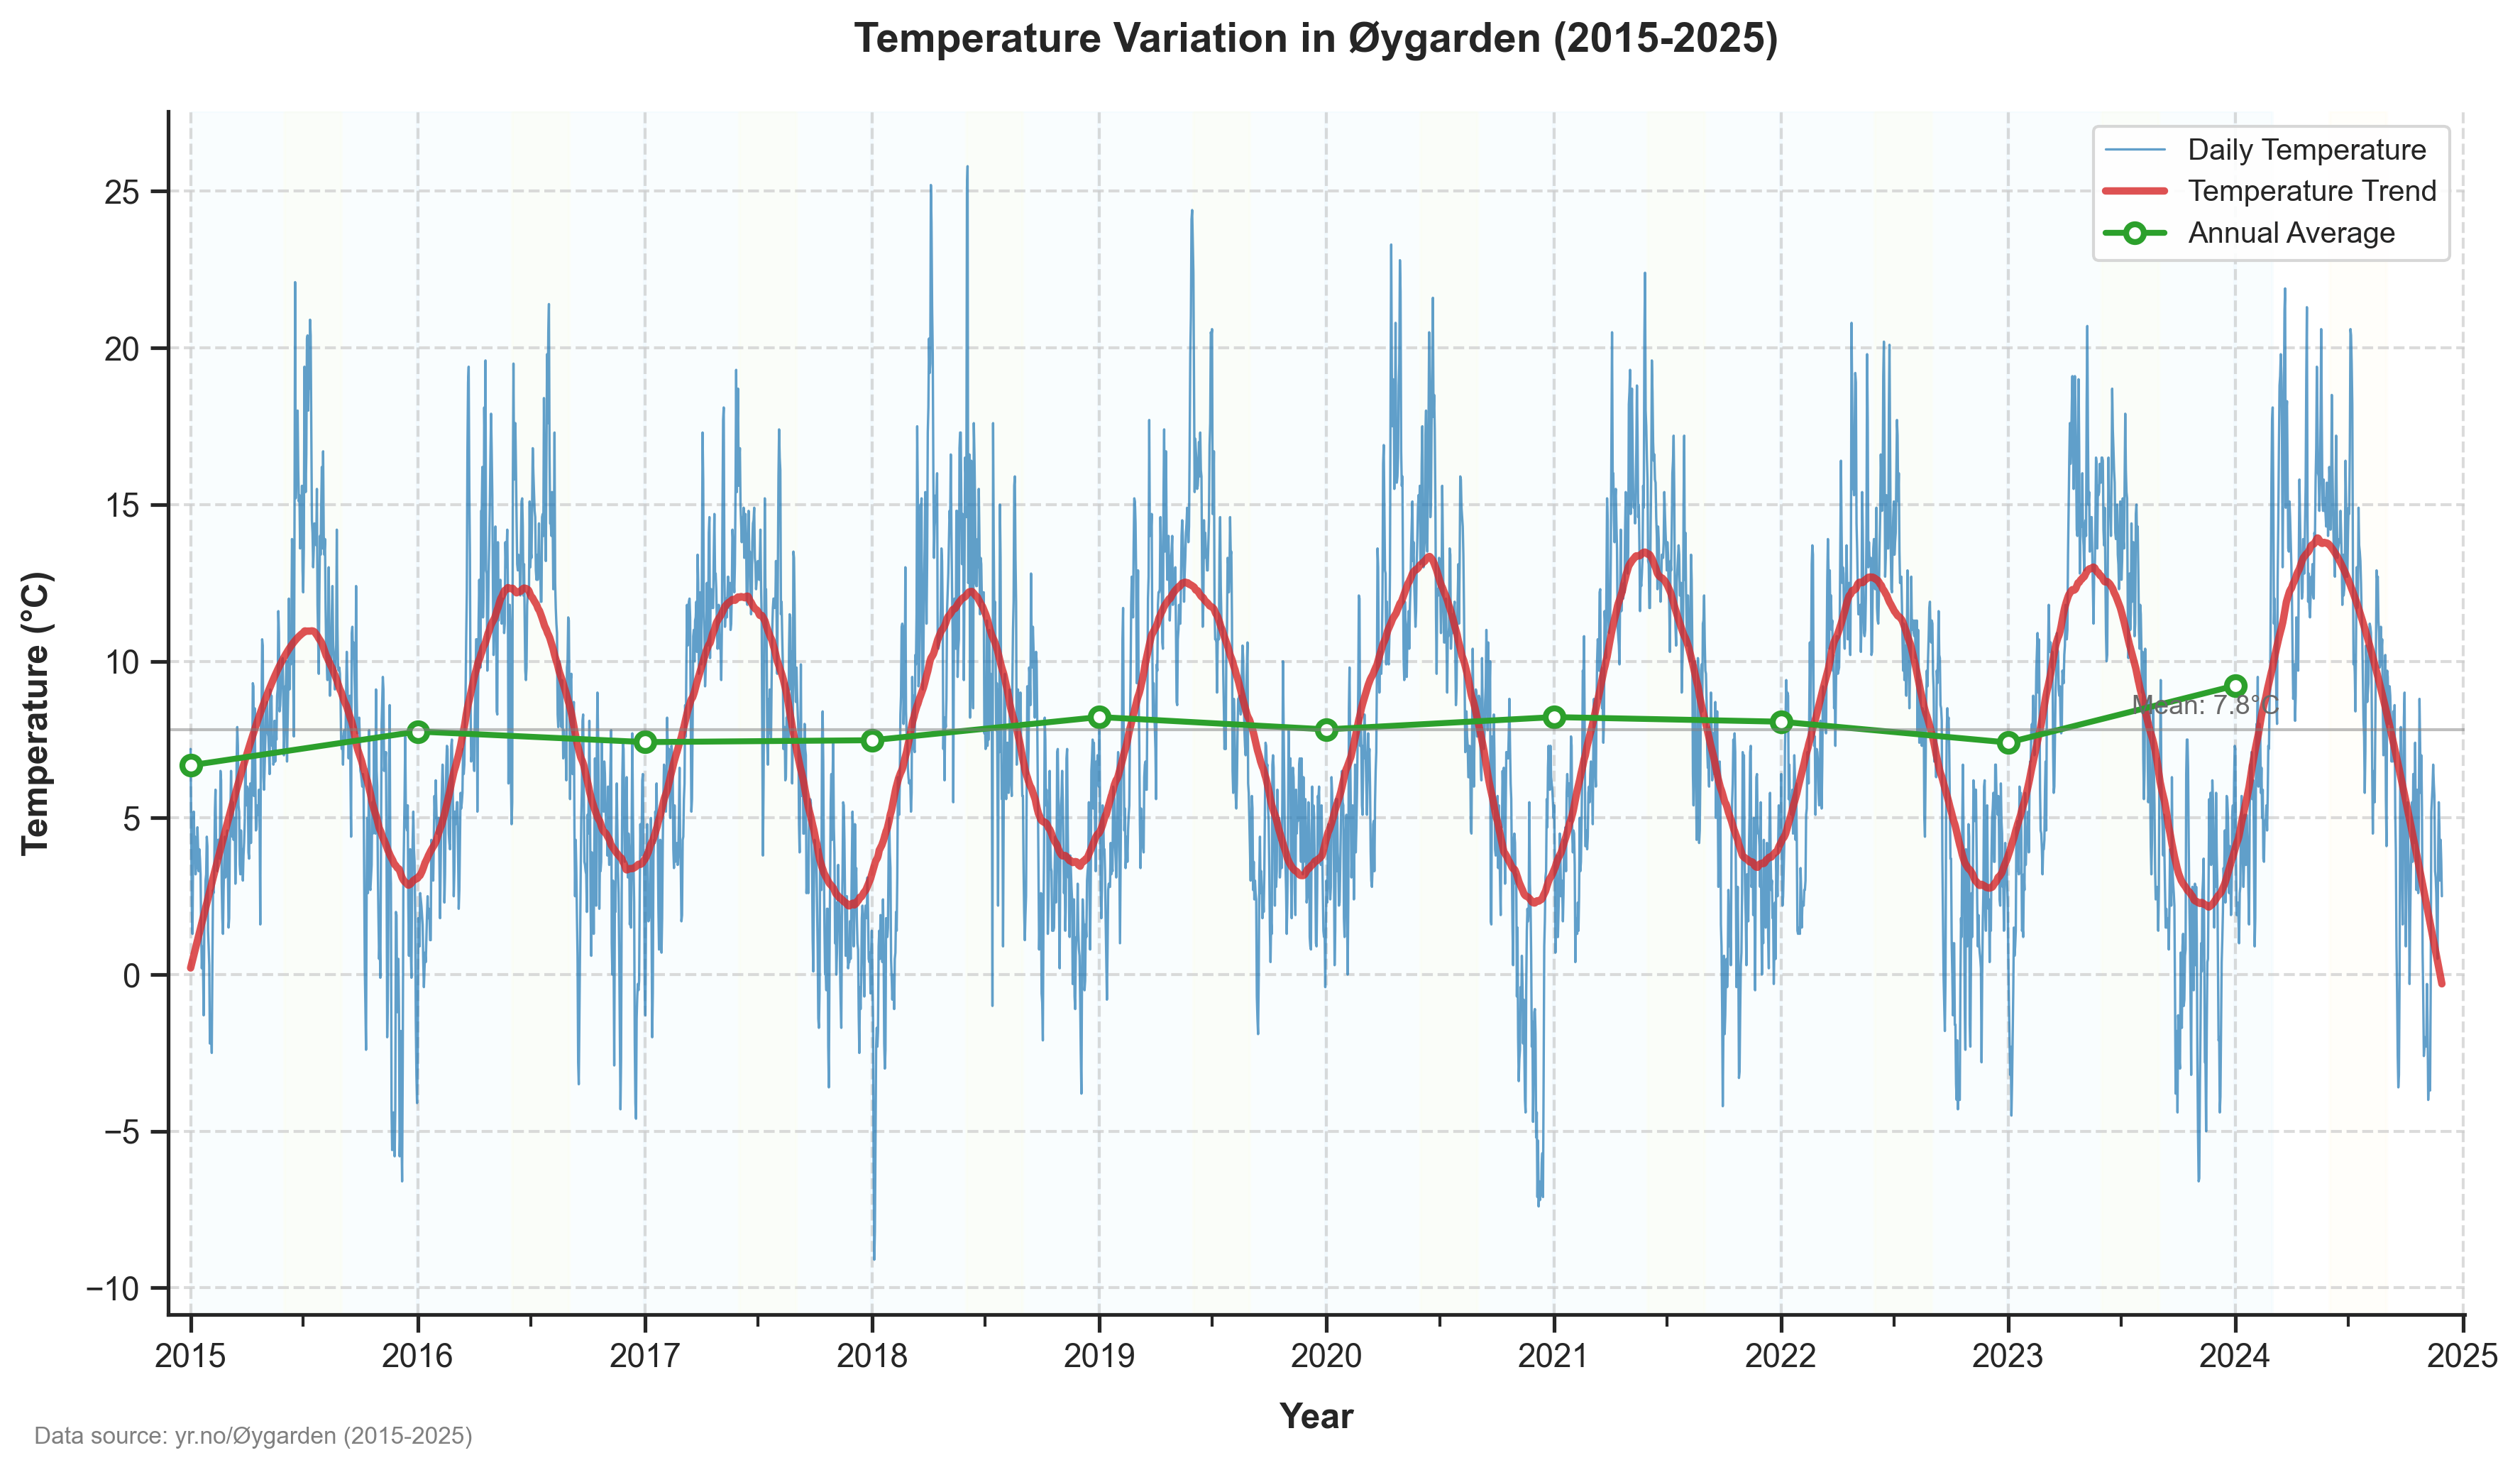 Temperature Variation in Øygarden (2015-2025)
Daily Temperature
Temperature Trend
Annual Average
25
20
15
10
5
0
−5
−10
Temperature (°C)
Mean: 7.8°C
2015 2016 2017 2018 2019 2020 2021 2022 2023 2024 2025
Year
Data source: yr.no/Øygarden (2015-2025)